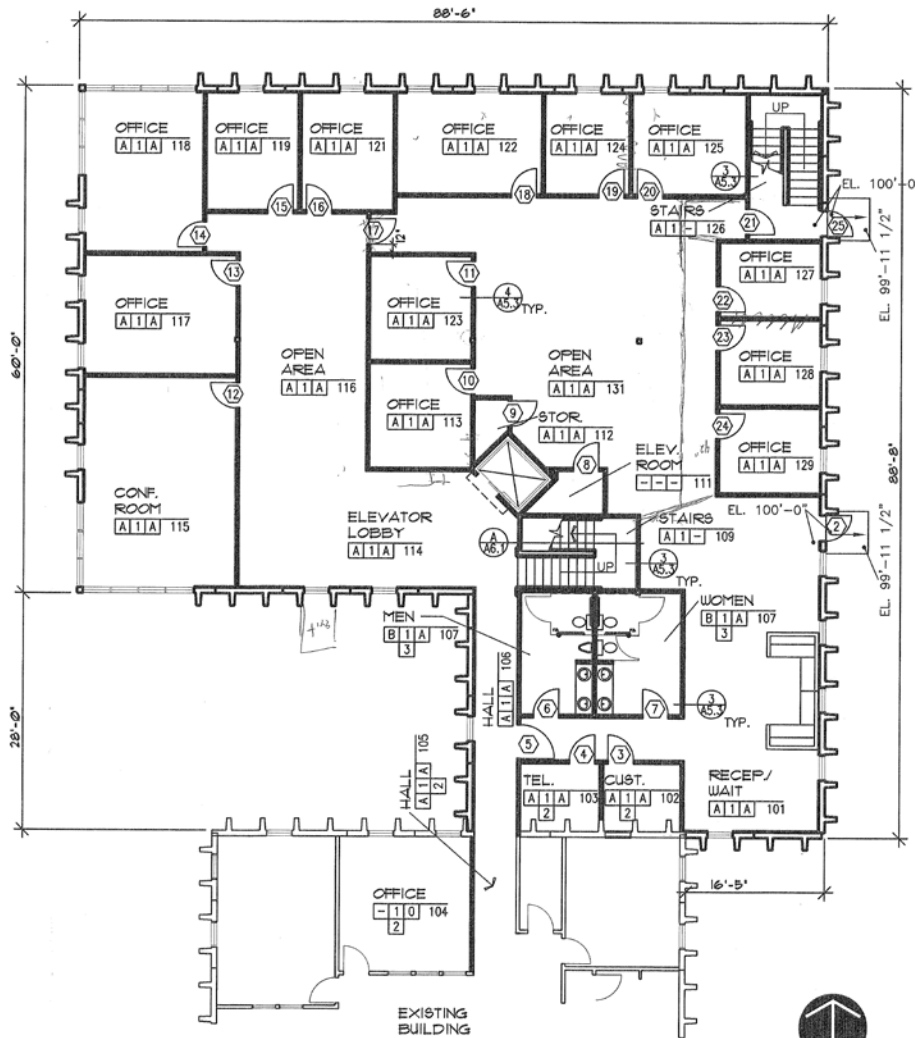 88'-6"
OFFICE
A 1 A 118
OFFICE
A 1 A 119
OFFICE
A 1 A 121
OFFICE
A 1 A 122
OFFICE
A 1 A 124
OFFICE
A 1 A 125
UP
3
A5.3
EL. 100'-0
STAIRS
A 1 - 126
14
15
16
17
12"
18
19
20
21
25
EL. 99'-11 1/2"
OFFICE
A 1 A 117
13
OFFICE
A 1 A 123
11
4
A5.3 TYP.
OFFICE
A 1 A 127
22
23
60'-0"
OPEN
AREA
A 1 A 116
OPEN
AREA
A 1 A 131
OFFICE
A 1 A 128
12
OFFICE
A 1 A 113
10
9
STOR.
A 1 A 112
24
OFFICE
A 1 A 129
88'-8"
CONF.
ROOM
A 1 A 115
8
ELEV.
ROOM
- - - 111
ELEVATOR
LOBBY
A 1 A 114
A
A6.1
STAIRS
A 1 - 109
UP
3
A5.3
TYP.
EL. 100'-0"
2
EL. 99'-11 1/2"
MEN
B 1 A 107
3
WOMEN
B 1 A 107
3
HALL
A 1 A 106
6
7
3
A5.3
TYP.
28'-0"
HALL
A 1 A 105
2
5
4
3
TEL.
A 1 A 103
2
CUST.
A 1 A 102
2
RECEP./
WAIT
A 1 A 101
16'-5"
OFFICE
- 1 0 104
2
EXISTING
BUILDING